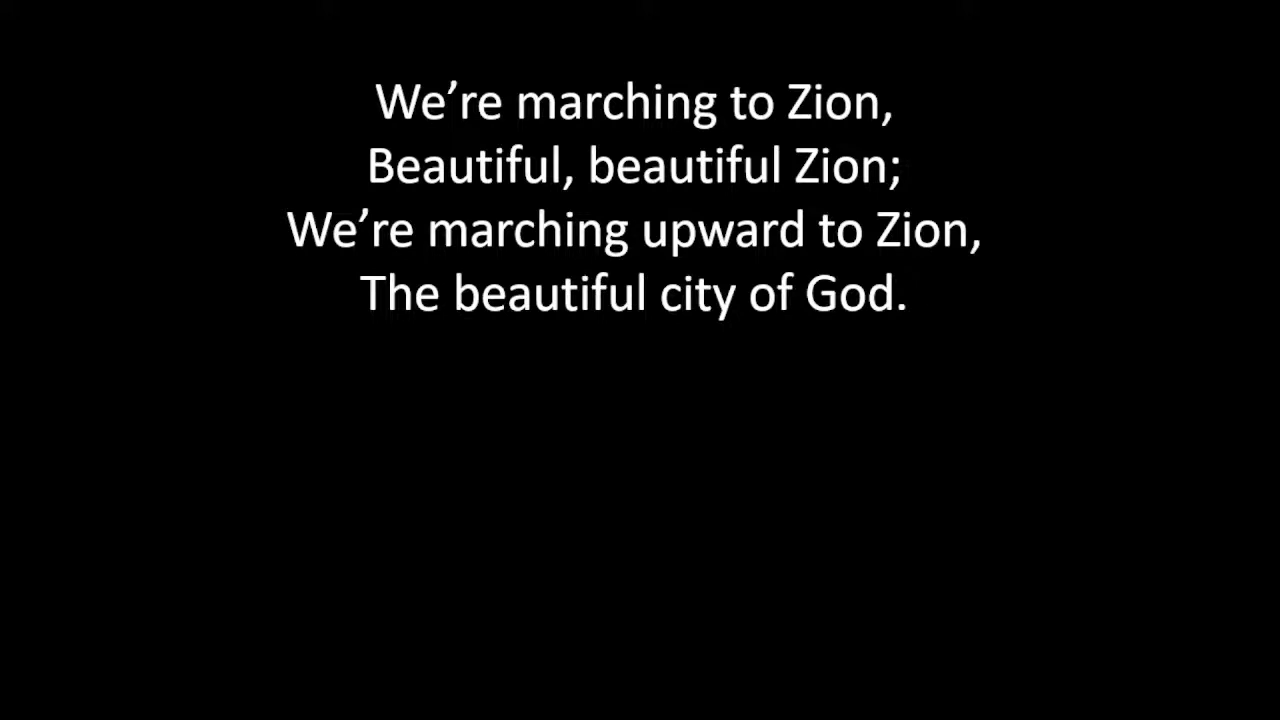 We’re marching to Zion,
Beautiful, beautiful Zion;
We’re marching upward to Zion,
The beautiful city of God.